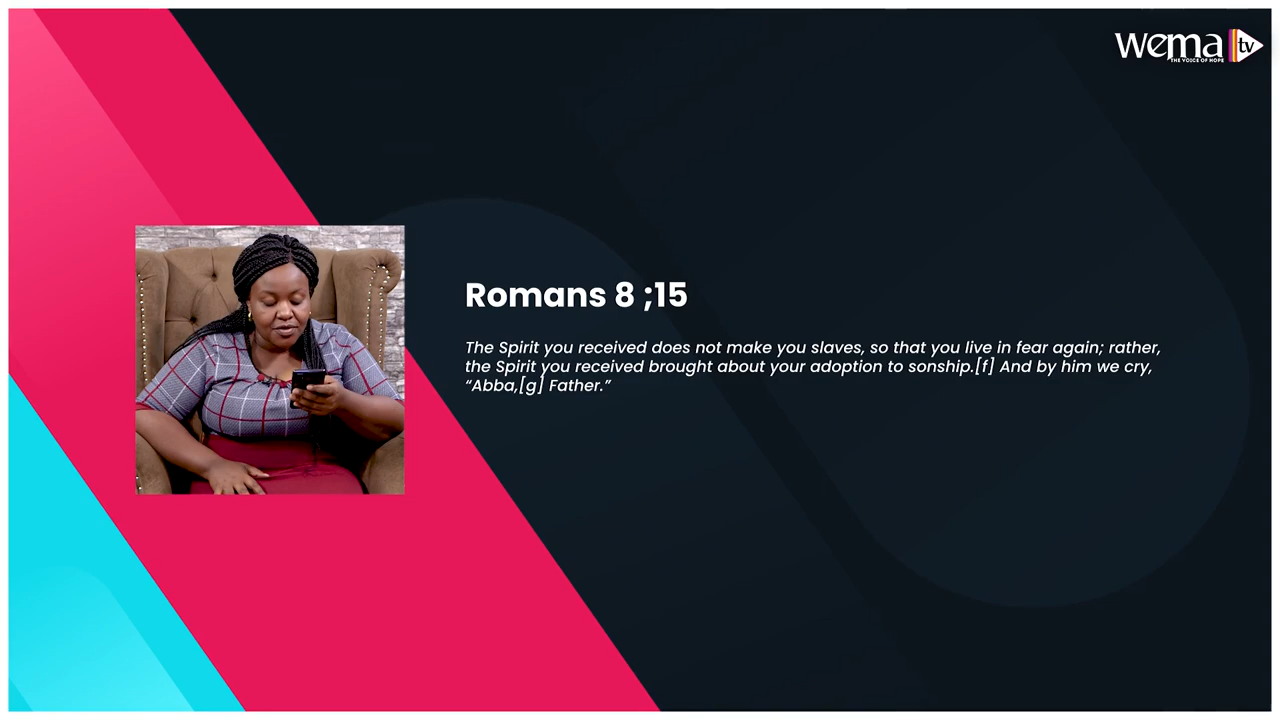 wema tv
THE VOICE OF HOPE
Romans 8 ;15
The Spirit you received does not make you slaves, so that you live in fear again; rather,
the Spirit you received brought about your adoption to sonship.[f] And by him we cry,
“Abba,[g] Father.”